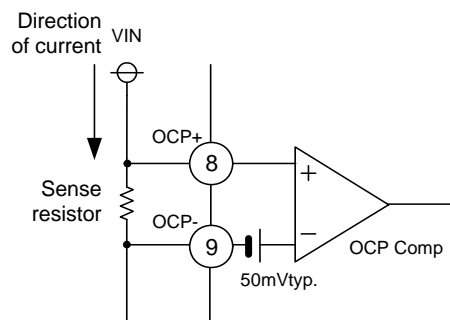 Direction
of current
VIN
OCP+
8
+
Sense
resistor
OCP-
9
−
OCP Comp
50mVtyp.